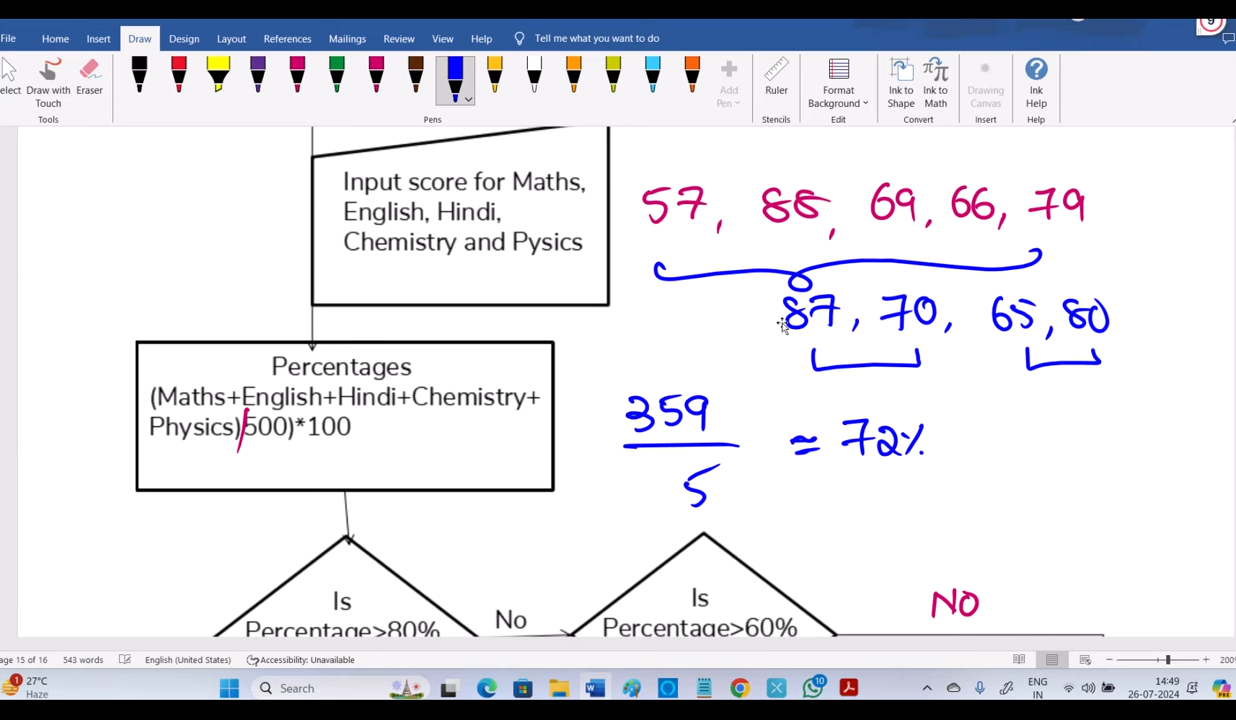 9
File Home Insert Draw Design Layout References Mailings Review View Help Tell me what you want to do
Select Draw with Touch Eraser Add Pen Ruler Format Background Ink to Shape Ink to Math Drawing Canvas Ink Help
Tools Pens Stencils Edit Convert Insert Help
Input score for Maths,
English, Hindi,
Chemistry and Pysics
57, 88, 69, 66, 79
87, 70, 65, 80
Percentages
(Maths+English+Hindi+Chemistry+
Physics)/500)*100
359
5
≈ 72%
Is
Percentage>80%
No
Is
Percentage>60%
NO
Page 15 of 16 543 words English (United States) Accessibility: Unavailable 200%
1
27°C
Haze
Search
10
ENG
IN
14:49
26-07-2024
PRE